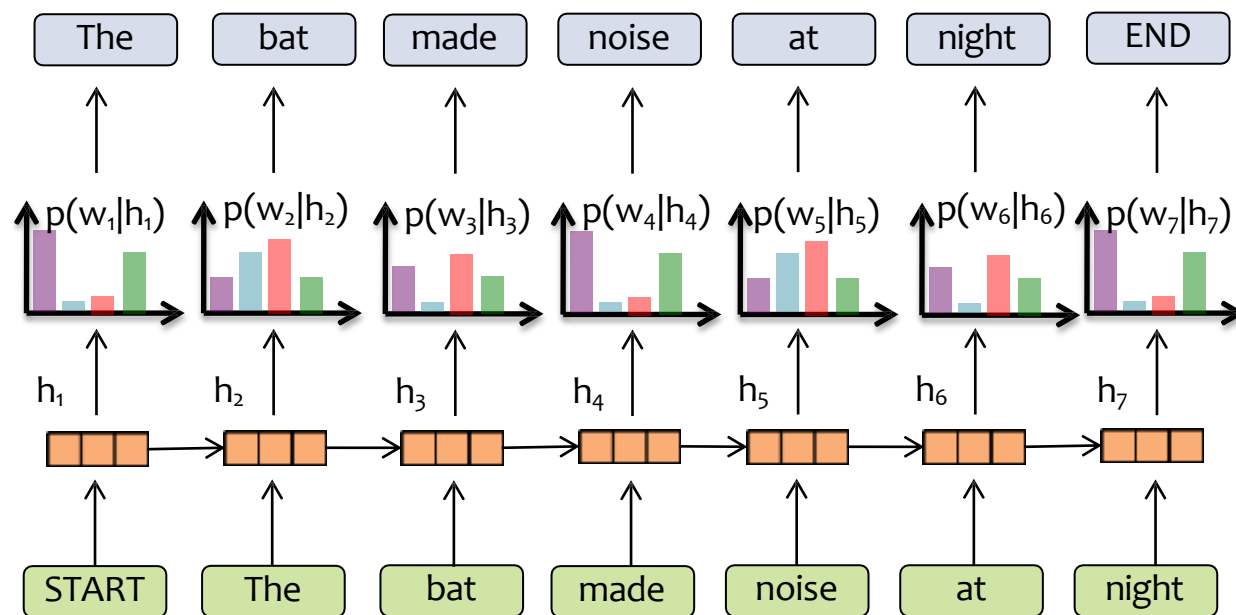 The bat made noise at night END
p(w₁|h₁) p(w₂|h₂) p(w₃|h₃) p(w₄|h₄) p(w₅|h₅) p(w₆|h₆) p(w₇|h₇)
h₁ h₂ h₃ h₄ h₅ h₆ h₇
START The bat made noise at night